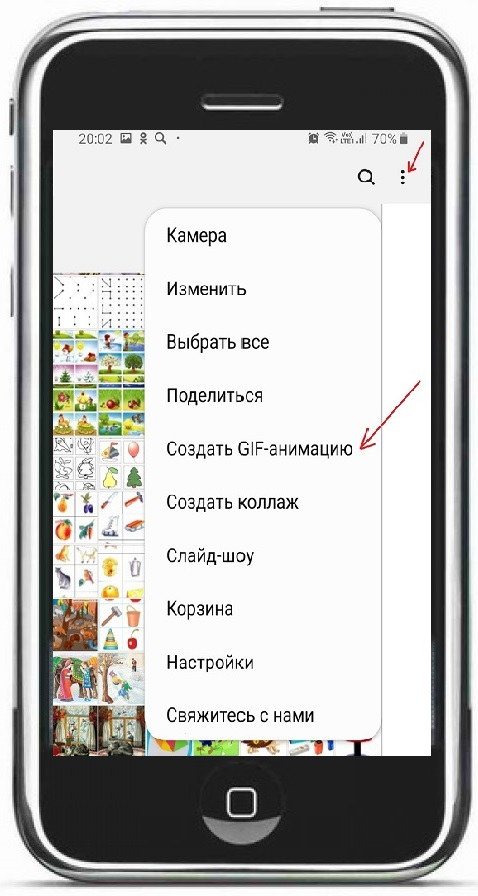 20:02 70%
Камера
Изменить
Выбрать все
Поделиться
Создать GIF-анимацию
Создать коллаж
Слайд-шоу
Корзина
Настройки
Свяжитесь с нами